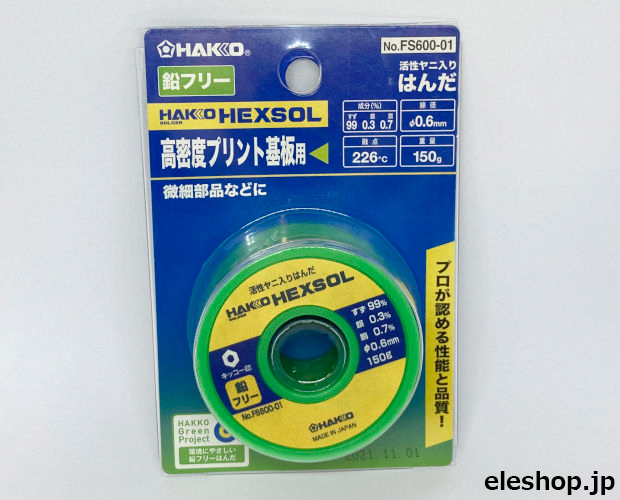 HAKKO®
No.FS600-01
鉛フリー
活性ヤニ入り
はんだ
HAKKO HEXSOL
SOLDER
成分(%)
すず 銀 銅
99 0.3 0.7
線径
φ0.6mm
融点
226℃
重量
150g
高密度プリント基板用
微細部品などに
プロが認める性能と品質!
活性ヤニ入りはんだ
HAKKO HEXSOL
SOLDER
すず 99%
銀 0.3%
銅 0.7%
φ0.6mm
150g
キッコー印
鉛
フリー
No.FS600-01
HAKKO
MADE IN JAPAN
HAKKO
Green
Project
環境にやさしい
鉛フリーはんだ
2021.11.01
eleshop.jp